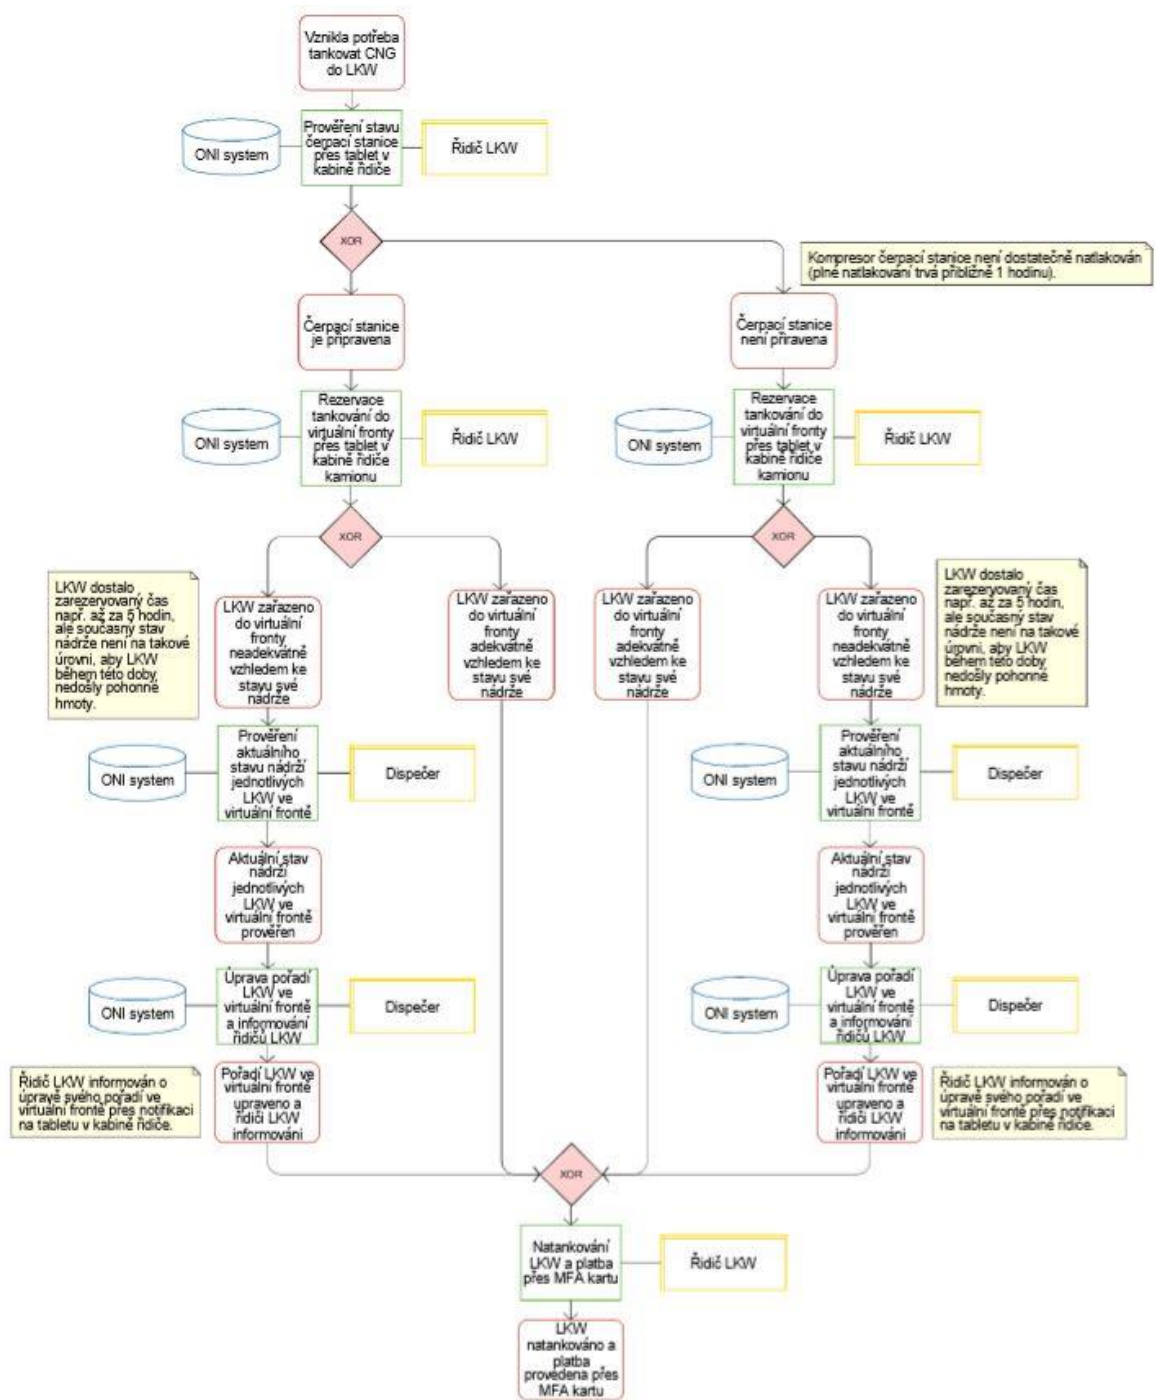 Vznikla potřeba
tankovat CNG
do LKW
ONI system
Prověření stavu
čerpací stanice
přes tablet v
kabině řidiče
Řidič LKW
XOR
Kompresor čerpací stanice není dostatečně natlakován
(plné natlakování trvá přibližně 1 hodinu).
Čerpací stanice
je připravena
Čerpací stanice
není přiravena
ONI system
Rezervace
tankování do
virtuální fronty
přes tablet v
kabině řidiče
kamionu
Řidič LKW
ONI system
Rezervace
tankování do
virtuální fronty
přes tablet v
kabině řidiče
kamionu
Řidič LKW
XOR
XOR
LKW dostalo
zarezervovaný čas
např. až za 5 hodin,
ale současný stav
nádrže není na takové
úrovni, aby LKW
během této doby
nedošly pohonné
hmoty.
LKW zařazeno
do virtuální
fronty
neadekvátně
vzhledem ke
stavu své
nádrže
LKW zařazeno
do virtuální
fronty
adekvátně
vzhledem ke
stavu své
nádrže
LKW zařazeno
do virtuální
fronty
adekvátně
vzhledem ke
stavu své
nádrže
LKW zařazeno
do virtuální
fronty
neadekvátně
vzhledem ke
stavu své
nádrže
LKW dostalo
zarezervovaný čas
např. až za 5 hodin,
ale současný stav
nádrže není na takové
úrovni, aby LKW
během této doby
nedošly pohonné
hmoty.
ONI system
Prověření
aktuálního
stavu nádrží
jednotlivých
LKW ve
virtuální frontě
Dispečer
ONI system
Prověření
aktuálního
stavu nádrží
jednotlivých
LKW ve
virtuální frontě
Dispečer
Aktuální stav
nádrží
jednotlivých
LKW ve
virtuální frontě
prověřen
Aktuální stav
nádrží
jednotlivých
LKW ve
virtuální frontě
prověřen
ONI system
Úprava pořadí
LKW ve
virtuální frontě
a informování
řidičů LKW
Dispečer
ONI system
Úprava pořadí
LKW ve
virtuální frontě
a informování
řidičů LKW
Dispečer
Řidič LKW informován o
úpravě svého pořadí ve
virtuální frontě přes notifikaci
na tabletu v kabině řidiče.
Pořadí LKW ve
virtuální frontě
upraveno a
řidiči LKW
informováni
Pořadí LKW ve
virtuální frontě
upraveno a
řidiči LKW
informováni
Řidič LKW informován o
úpravě svého pořadí ve
virtuální frontě přes notifikaci
na tabletu v kabině řidiče.
XOR
Natankování
LKW a platba
přes MFA kartu
Řidič LKW
LKW
natankováno a
platba
provedena přes
MFA kartu